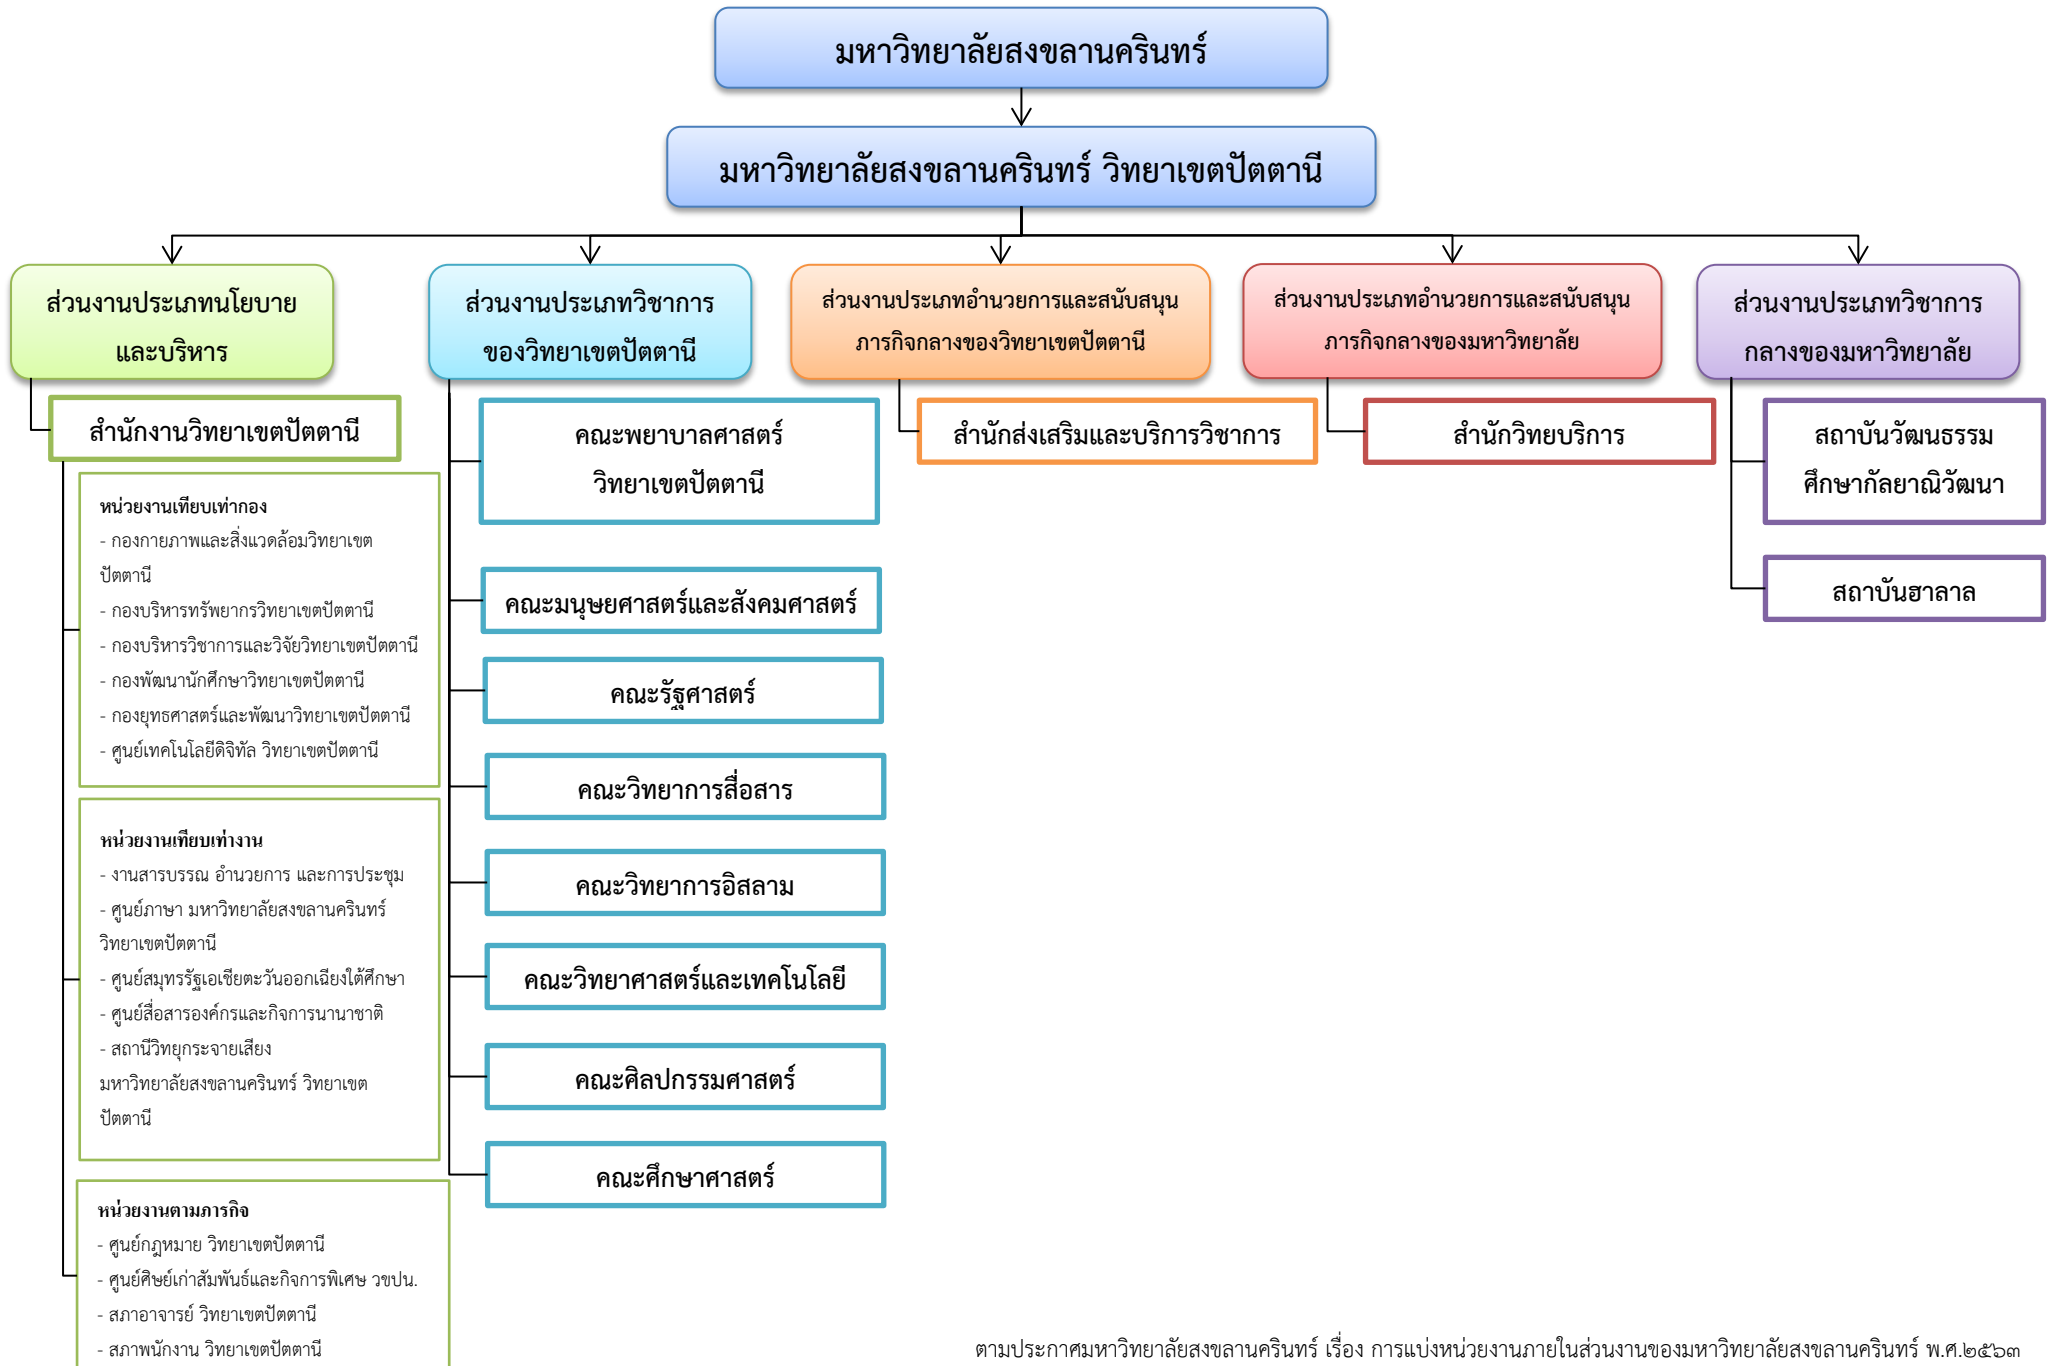 มหาวิทยาลัยสงขลานครินทร์
มหาวิทยาลัยสงขลานครินทร์ วิทยาเขตปัตตานี
ส่วนงานประเภทนโยบาย
และบริหาร
สำนักงานวิทยาเขตปัตตานี
หน่วยงานเทียบเท่ากอง
- กองกายภาพและสิ่งแวดล้อมวิทยาเขต
ปัตตานี
- กองบริหารทรัพยากรวิทยาเขตปัตตานี
- กองบริหารวิชาการและวิจัยวิทยาเขตปัตตานี
- กองพัฒนานักศึกษาวิทยาเขตปัตตานี
- กองยุทธศาสตร์และพัฒนาวิทยาเขตปัตตานี
- ศูนย์เทคโนโลยีดิจิทัล วิทยาเขตปัตตานี
หน่วยงานเทียบเท่างาน
- งานสารบรรณ อำนวยการ และการประชุม
- ศูนย์ภาษา มหาวิทยาลัยสงขลานครินทร์
วิทยาเขตปัตตานี
- ศูนย์สมุทรรัฐเอเชียตะวันออกเฉียงใต้ศึกษา
- ศูนย์สื่อสารองค์กรและกิจการนานาชาติ
- สถานีวิทยุกระจายเสียง
มหาวิทยาลัยสงขลานครินทร์ วิทยาเขต
ปัตตานี
หน่วยงานตามภารกิจ
- ศูนย์กฎหมาย วิทยาเขตปัตตานี
- ศูนย์ศิษย์เก่าสัมพันธ์และกิจการพิเศษ วขปน.
- สภาอาจารย์ วิทยาเขตปัตตานี
- สภาพนักงาน วิทยาเขตปัตตานี
ส่วนงานประเภทวิชาการ
ของวิทยาเขตปัตตานี
คณะพยาบาลศาสตร์
วิทยาเขตปัตตานี
คณะมนุษยศาสตร์และสังคมศาสตร์
คณะรัฐศาสตร์
คณะวิทยาการสื่อสาร
คณะวิทยาการอิสลาม
คณะวิทยาศาสตร์และเทคโนโลยี
คณะศิลปกรรมศาสตร์
คณะศึกษาศาสตร์
ส่วนงานประเภทอำนวยการและสนับสนุน
ภารกิจกลางของวิทยาเขตปัตตานี
สำนักส่งเสริมและบริการวิชาการ
ส่วนงานประเภทอำนวยการและสนับสนุน
ภารกิจกลางของมหาวิทยาลัย
สำนักวิทยบริการ
ส่วนงานประเภทวิชาการ
กลางของมหาวิทยาลัย
สถาบันวัฒนธรรม
ศึกษากัลยาณิวัฒนา
สถาบันฮาลาล
ตามประกาศมหาวิทยาลัยสงขลานครินทร์ เรื่อง การแบ่งหน่วยงานภายในส่วนงานของมหาวิทยาลัยสงขลานครินทร์ พ.ศ.๒๕๖๓